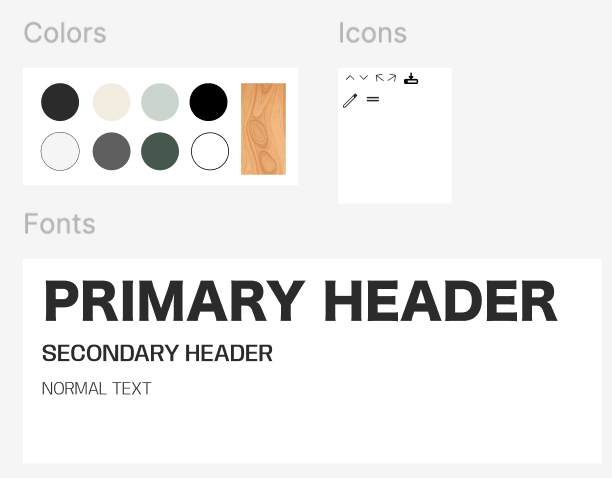 Colors
Icons
Fonts
PRIMARY HEADER
SECONDARY HEADER
NORMAL TEXT